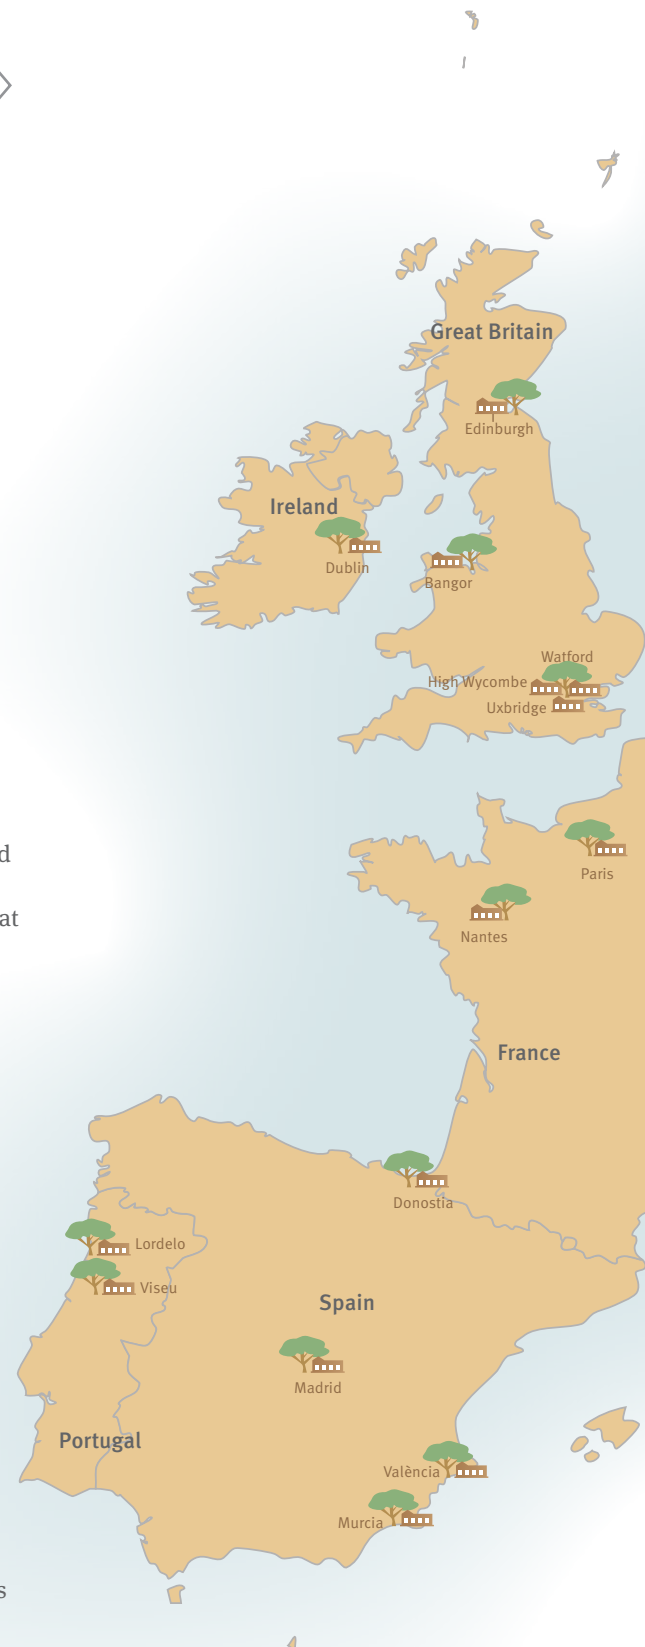 Great Britain
Edinburgh
Ireland
Dublin
Bangor
Watford
High Wycombe
Uxbridge
d
Paris
at
Nantes
France
Donostia
Lordelo
Viseu
Spain
Madrid
Portugal
València
Murcia
s